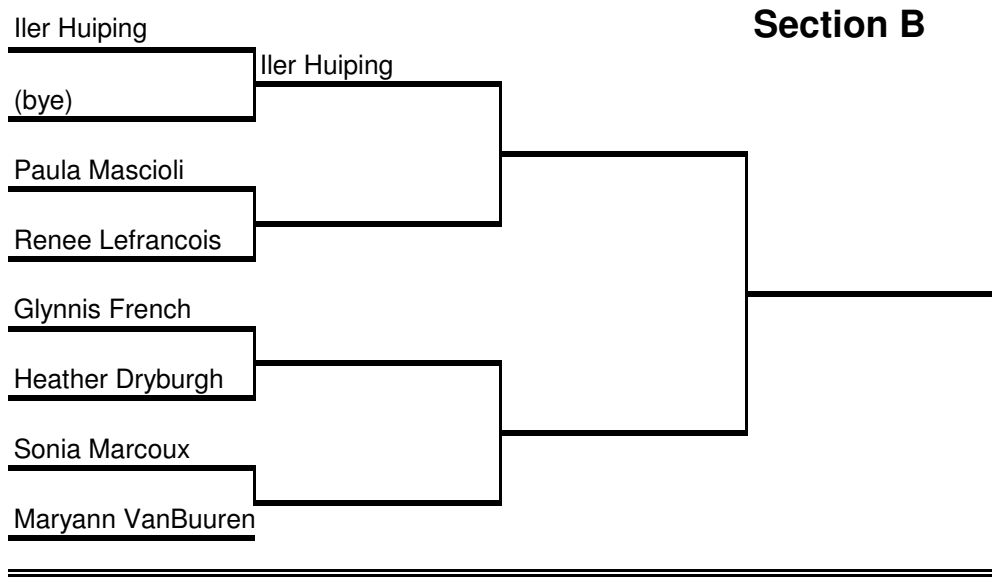 Section B
Iler Huiping
Iler Huiping
(bye)
Paula Mascioli
Renee Lefrancois
Glynnis French
Heather Dryburgh
Sonia Marcoux
Maryann VanBuuren